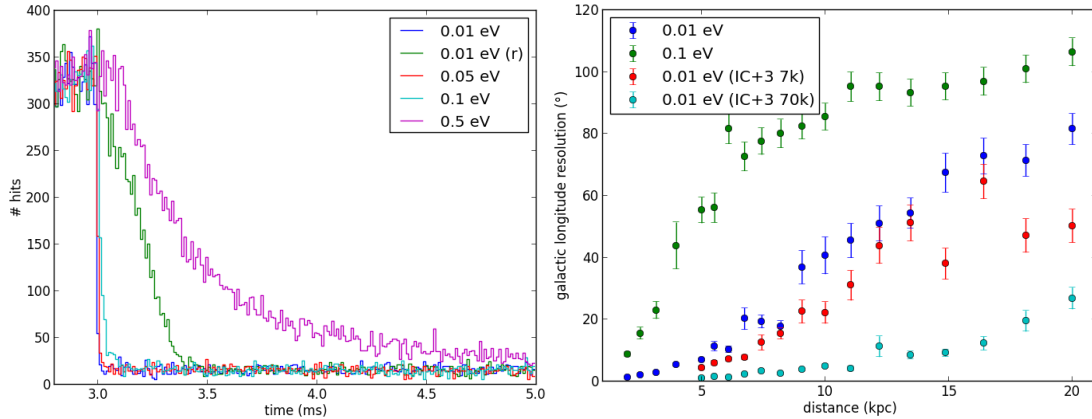 400
350
300
250
200
150
100
50
0
# hits
3.0
3.5
4.0
4.5
5.0
time (ms)
0.01 eV
0.01 eV (r)
0.05 eV
0.1 eV
0.5 eV
120
100
80
60
40
20
0
galactic longitude resolution (°)
0
5
10
15
20
distance (kpc)
0.01 eV
0.1 eV
0.01 eV (IC+3 7k)
0.01 eV (IC+3 70k)